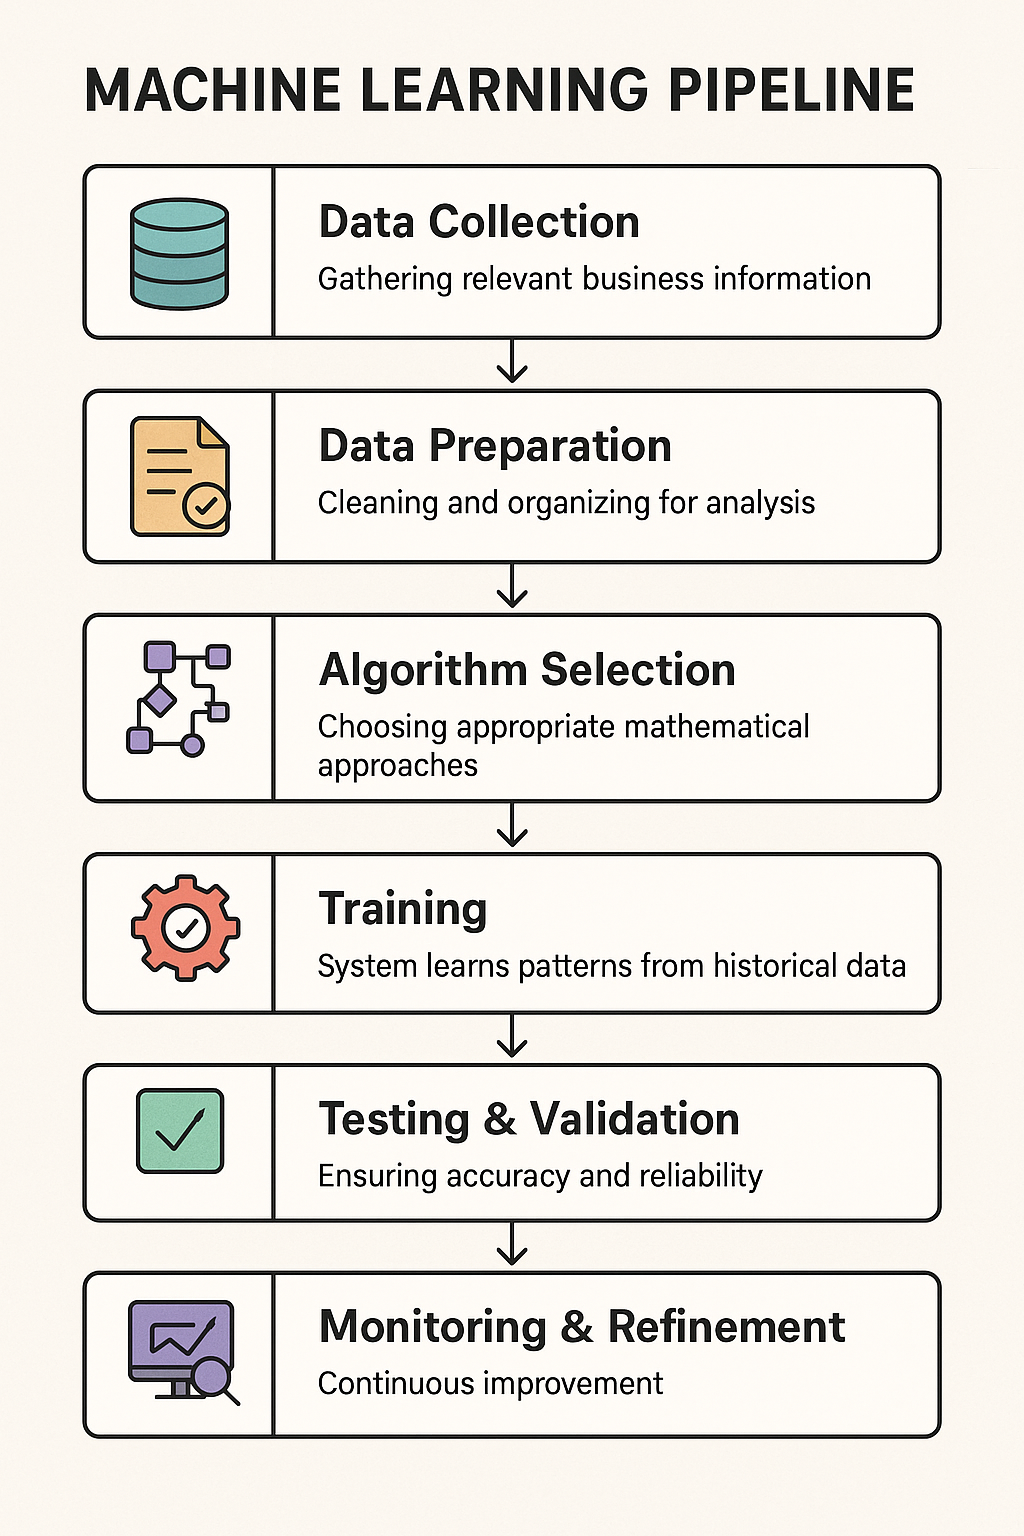 MACHINE LEARNING PIPELINE
Data Collection
Gathering relevant business information
Data Preparation
Cleaning and organizing for analysis
Algorithm Selection
Choosing appropriate mathematical
approaches
Training
System learns patterns from historical data
Testing & Validation
Ensuring accuracy and reliability
Monitoring & Refinement
Continuous improvement